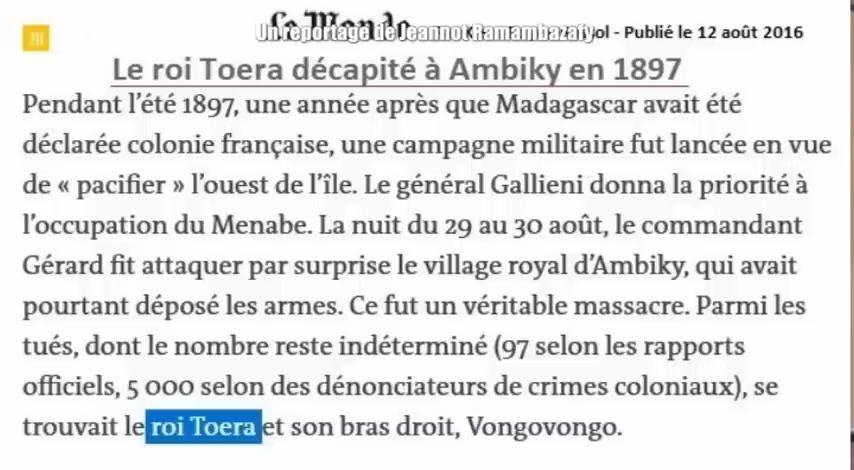 Le Monde
Un reportage de Jeannot Ramambazafy - Publié le 12 août 2016
Le roi Toera décapité à Ambiky en 1897
Pendant l'été 1897, une année après que Madagascar avait été
déclarée colonie française, une campagne militaire fut lancée en vue
de « pacifier » l'ouest de l'île. Le général Gallieni donna la priorité à
l'occupation du Menabe. La nuit du 29 au 30 août, le commandant
Gérard fit attaquer par surprise le village royal d'Ambiky, qui avait
pourtant déposé les armes. Ce fut un véritable massacre. Parmi les
tués, dont le nombre reste indéterminé (97 selon les rapports
officiels, 5 000 selon des dénonciateurs de crimes coloniaux), se
trouvait le roi Toera et son bras droit, Vongovongo.